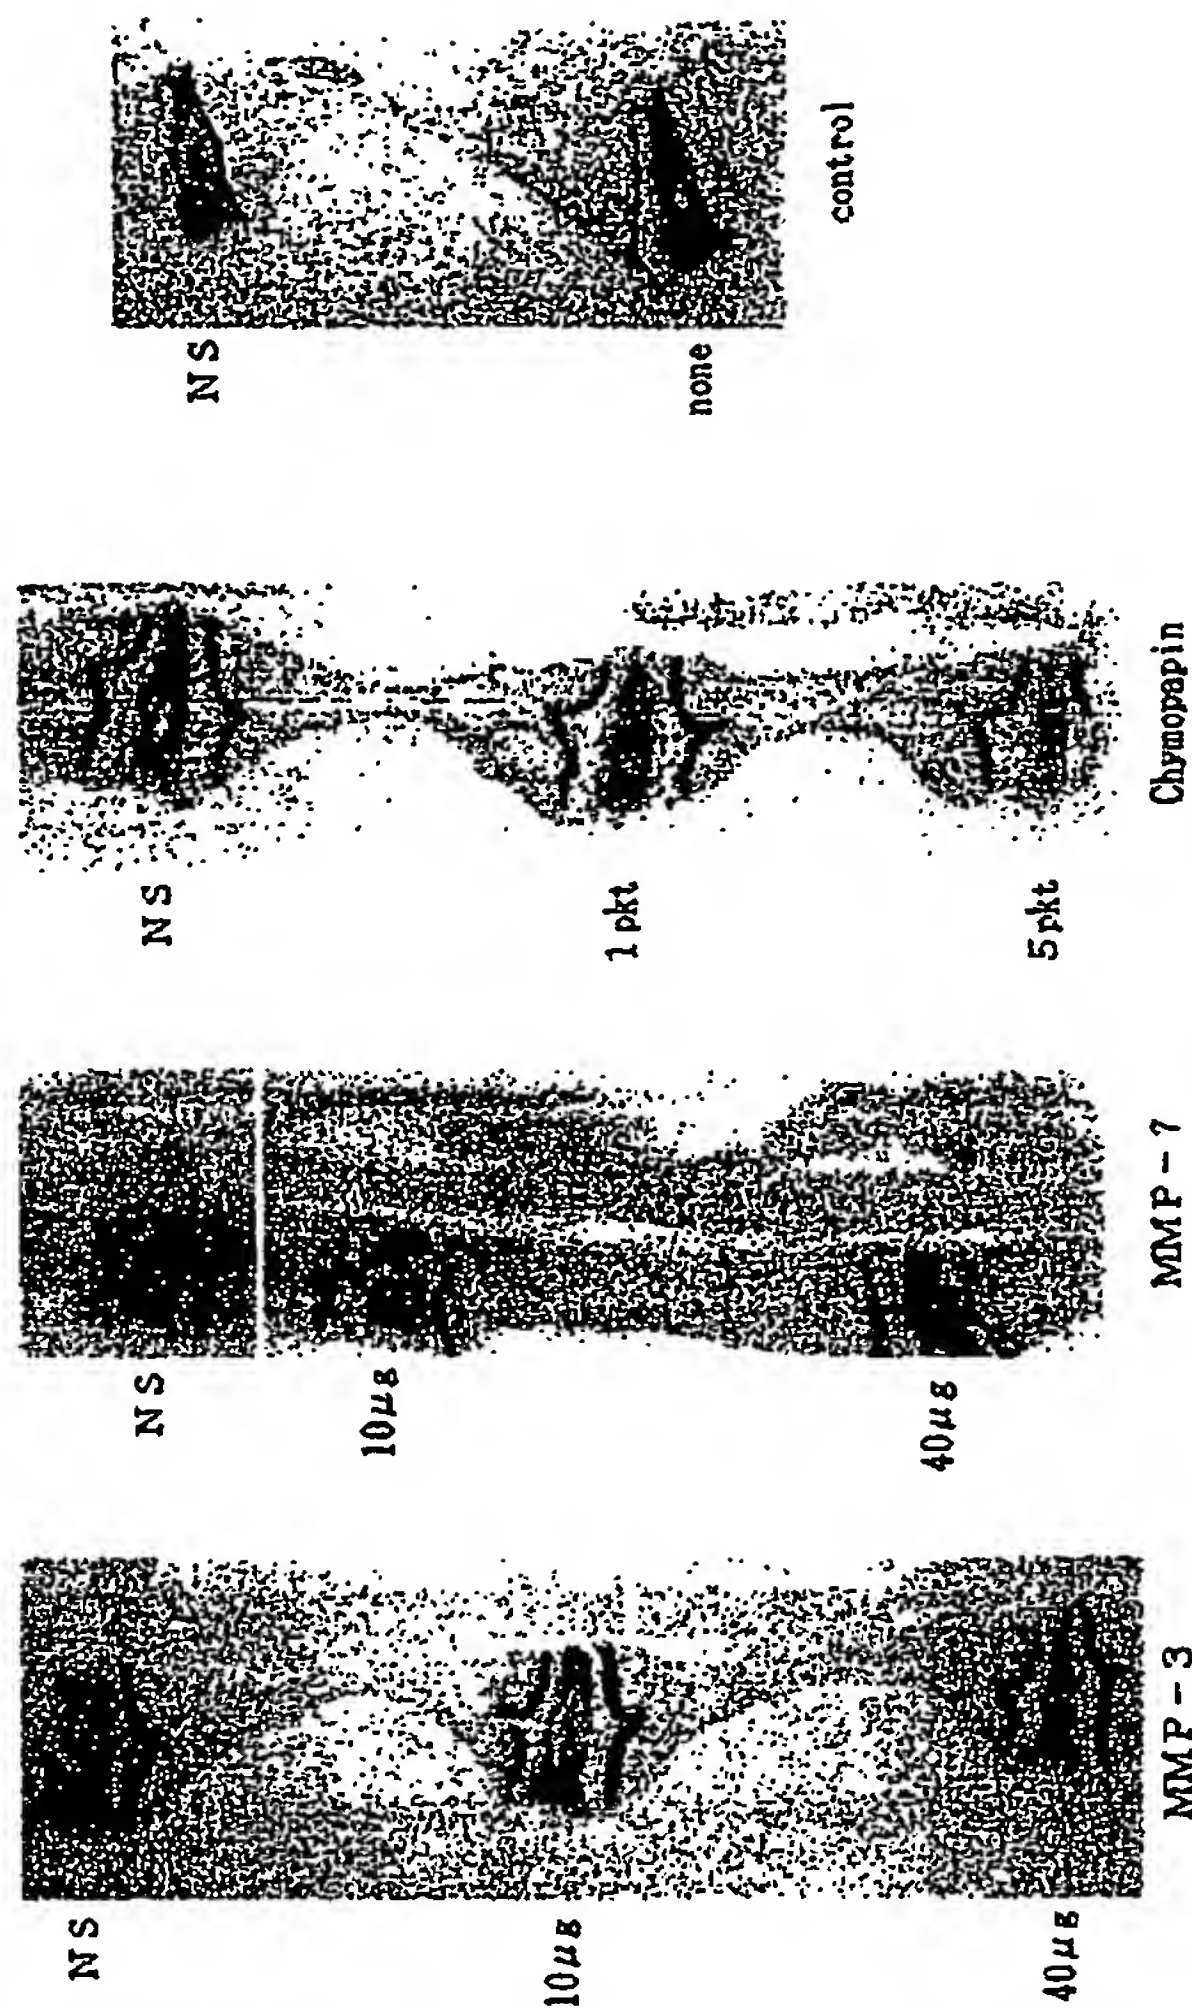 NS
10μg
40μg
MMP - 3
NS
10μg
40μg
MMP - 7
NS
1pkt
5pkt
Chymopapin
NS
none
control